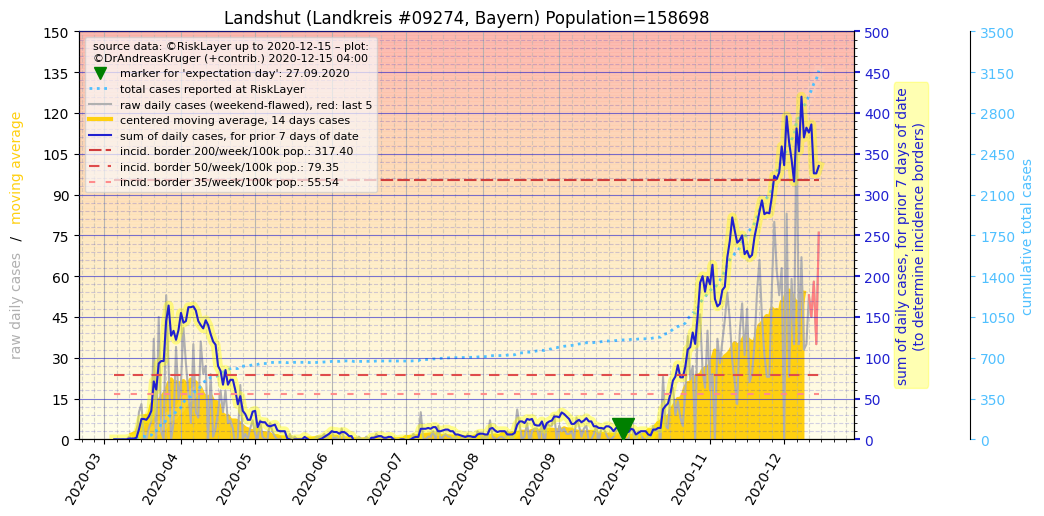 Landshut (Landkreis #09274, Bayern) Population=158698
source data: ©RiskLayer up to 2020-12-15 – plot:
©DrAndreasKruger (+contrib.) 2020-12-15 04:00
marker for 'expectation day': 27.09.2020
total cases reported at RiskLayer
raw daily cases (weekend-flawed), red: last 5
centered moving average, 14 days cases
sum of daily cases, for prior 7 days of date
incid. border 200/week/100k pop.: 317.40
incid. border 50/week/100k pop.: 79.35
incid. border 35/week/100k pop.: 55.54
raw daily cases / moving average
150
135
120
105
90
75
60
45
30
15
0
2020-03
2020-04
2020-05
2020-06
2020-07
2020-08
2020-09
2020-10
2020-11
2020-12
500
450
400
350
300
250
200
150
100
50
0
sum of daily cases, for prior 7 days of date
(to determine incidence borders)
3500
3150
2800
2450
2100
1750
1400
1050
700
350
0
cumulative total cases